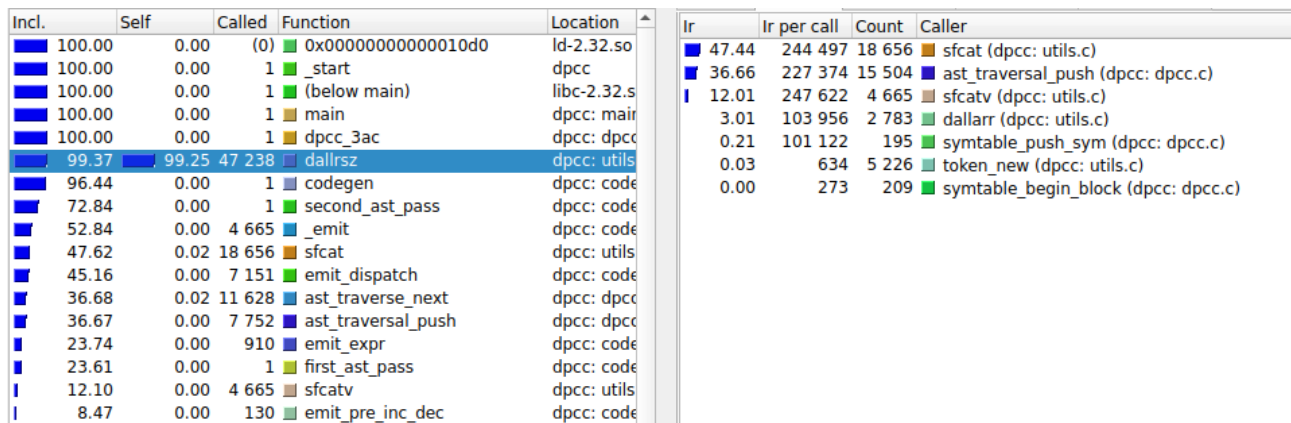 Incl. Self Called Function Location
100.00 0.00 (0) 0x00000000000010d0 ld-2.32.so
100.00 0.00 1 _start dpcc
100.00 0.00 1 (below main) libc-2.32.s
100.00 0.00 1 main dpcc: mair
100.00 0.00 1 dpcc_3ac dpcc: dpcc
99.37 99.25 47 238 dallrsz dpcc: utils
96.44 0.00 1 codegen dpcc: code
72.84 0.00 1 second_ast_pass dpcc: code
52.84 0.00 4 665 _emit dpcc: code
47.62 0.02 18 656 sfcat dpcc: utils
45.16 0.00 7 151 emit_dispatch dpcc: code
36.68 0.02 11 628 ast_traverse_next dpcc: dpcc
36.67 0.00 7 752 ast_traversal_push dpcc: dpcc
23.74 0.00 910 emit_expr dpcc: code
23.61 0.00 1 first_ast_pass dpcc: code
12.10 0.00 4 665 sfcatv dpcc: utils
8.47 0.00 130 emit_pre_inc_dec dpcc: code
Ir Ir per call Count Caller
47.44 244 497 18 656 sfcat (dpcc: utils.c)
36.66 227 374 15 504 ast_traversal_push (dpcc: dpcc.c)
12.01 247 622 4 665 sfcatv (dpcc: utils.c)
3.01 103 956 2 783 dallarr (dpcc: utils.c)
0.21 101 122 195 symtable_push_sym (dpcc: dpcc.c)
0.03 634 5 226 token_new (dpcc: utils.c)
0.00 273 209 symtable_begin_block (dpcc: dpcc.c)